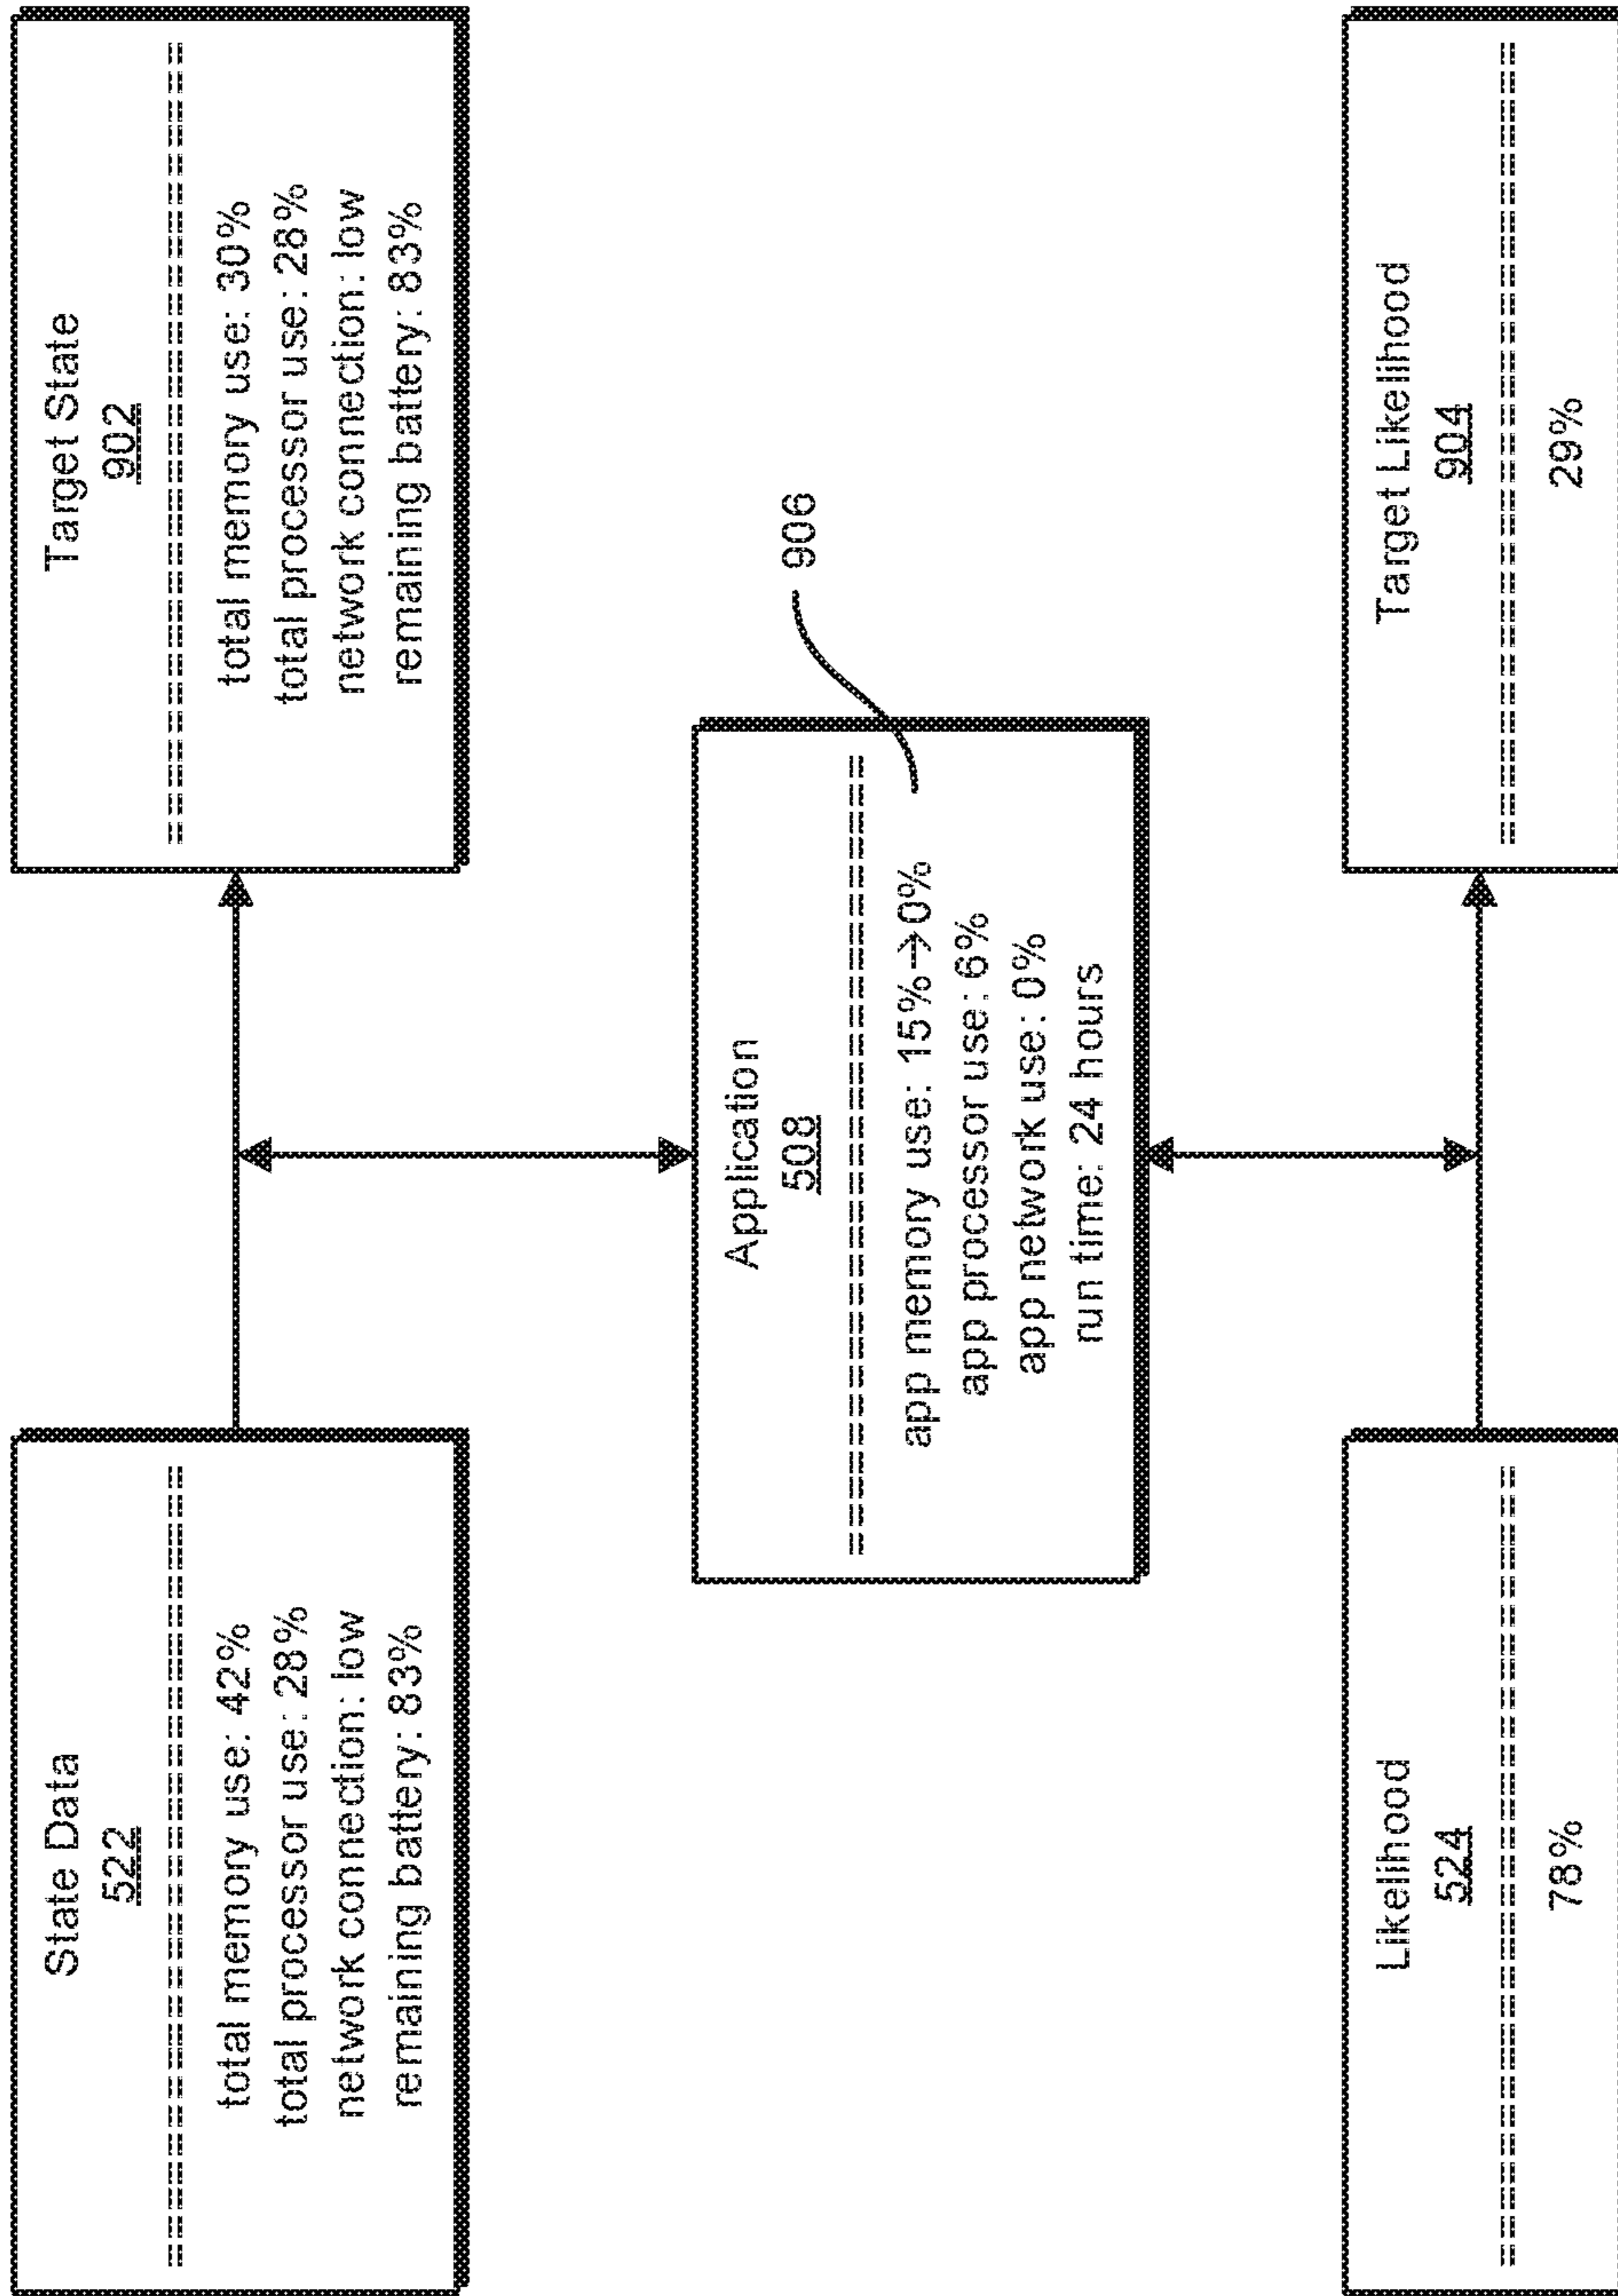 State Data
522
total memory use: 42%
total processor use: 28%
network connection: low
remaining battery: 83%
Target State
902
total memory use: 30%
total processor use: 28%
network connection: low
remaining battery: 83%
906
Application
508
app memory use: 15%→0%
app processor use: 6%
app network use: 0%
run time: 24 hours
Likelihood
524
78%
Target Likelihood
904
29%